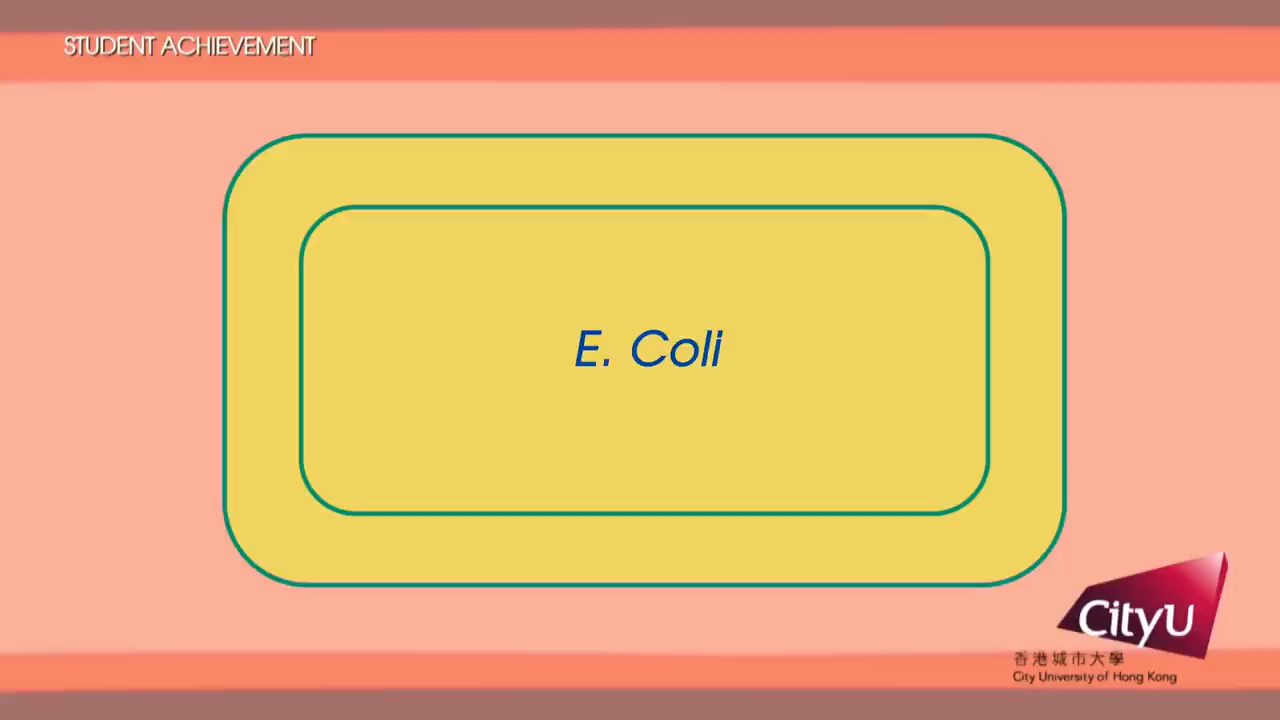 STUDENT ACHIEVEMENT
E. Coli
CityU
香港城市大學
City University of Hong Kong